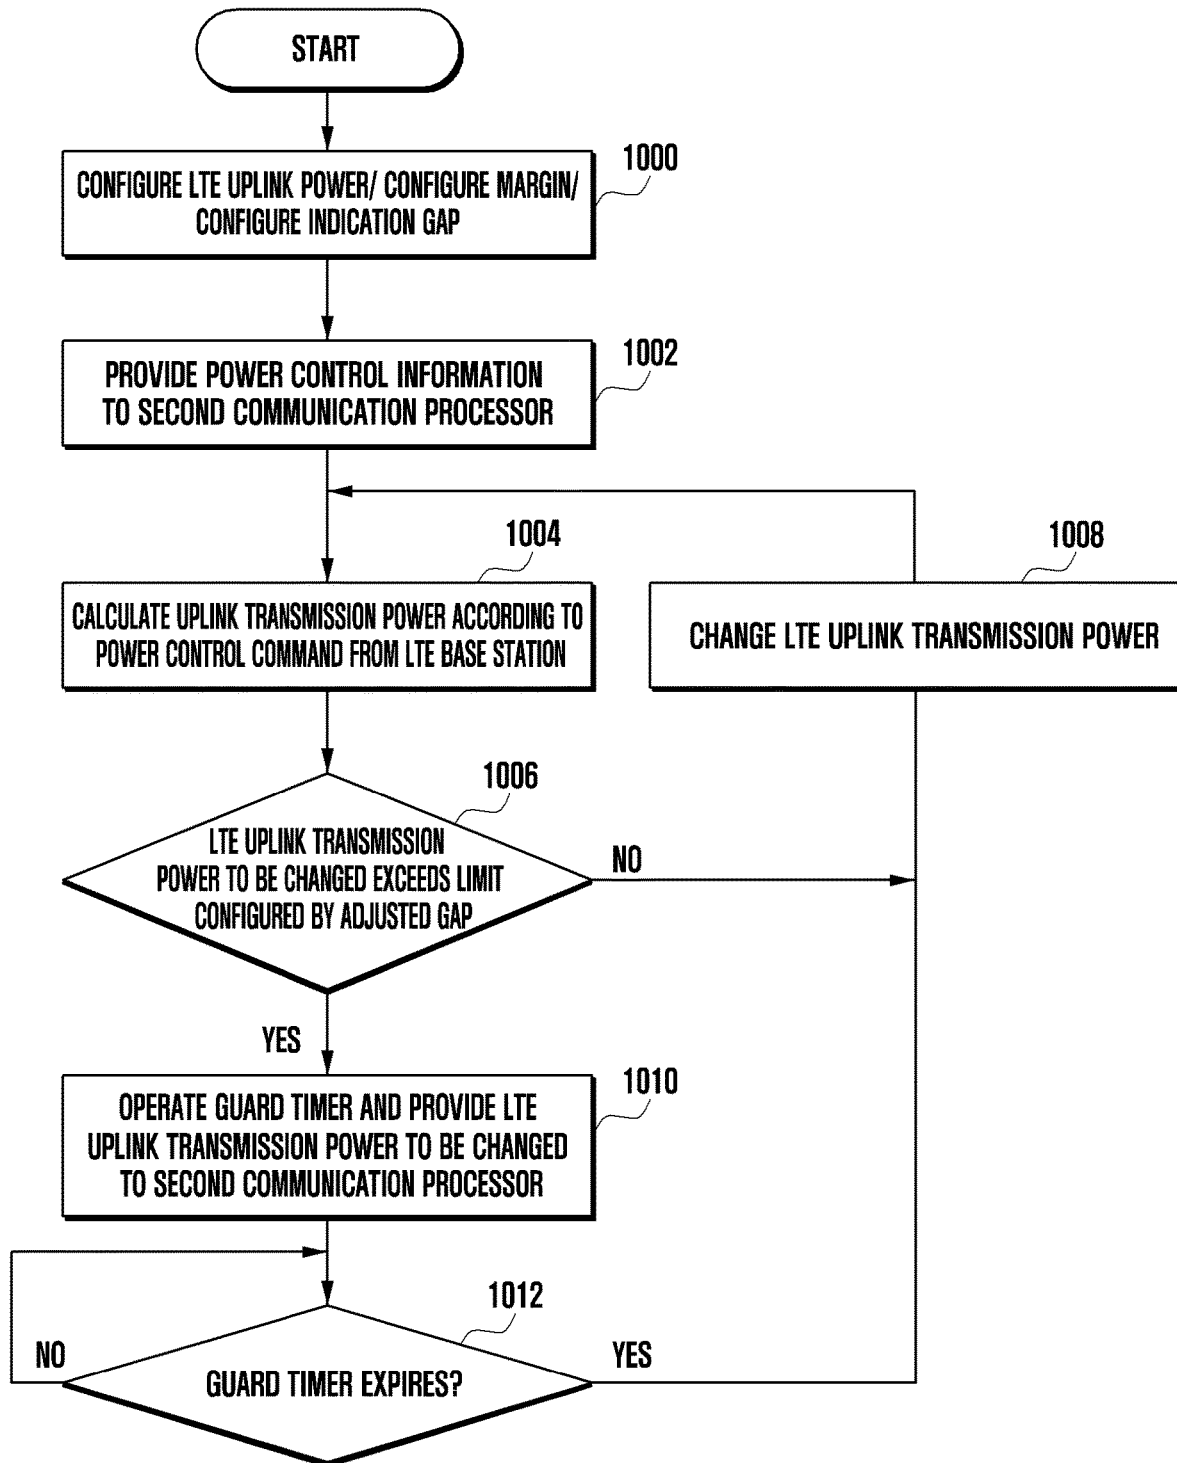 START
1000
CONFIGURE LTE UPLINK POWER/ CONFIGURE MARGIN/
CONFIGURE INDICATION GAP
1002
PROVIDE POWER CONTROL INFORMATION
TO SECOND COMMUNICATION PROCESSOR
1004
CALCULATE UPLINK TRANSMISSION POWER ACCORDING TO
POWER CONTROL COMMAND FROM LTE BASE STATION
1008
CHANGE LTE UPLINK TRANSMISSION POWER
1006
LTE UPLINK TRANSMISSION
POWER TO BE CHANGED EXCEEDS LIMIT
CONFIGURED BY ADJUSTED GAP
NO
YES
1010
OPERATE GUARD TIMER AND PROVIDE LTE
UPLINK TRANSMISSION POWER TO BE CHANGED
TO SECOND COMMUNICATION PROCESSOR
1012
NO
GUARD TIMER EXPIRES?
YES